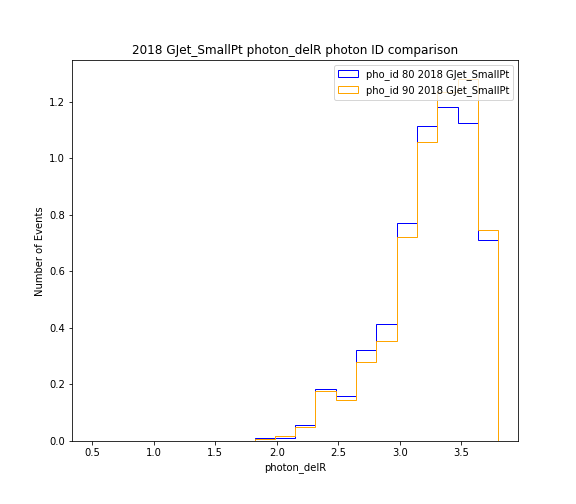 2018 GJet_SmallPt photon_delR photon ID comparison
pho_id 80 2018 GJet_SmallPt
pho_id 90 2018 GJet_SmallPt
Number of Events
1.2
1.0
0.8
0.6
0.4
0.2
0.0
0.5 1.0 1.5 2.0 2.5 3.0 3.5
photon_delR